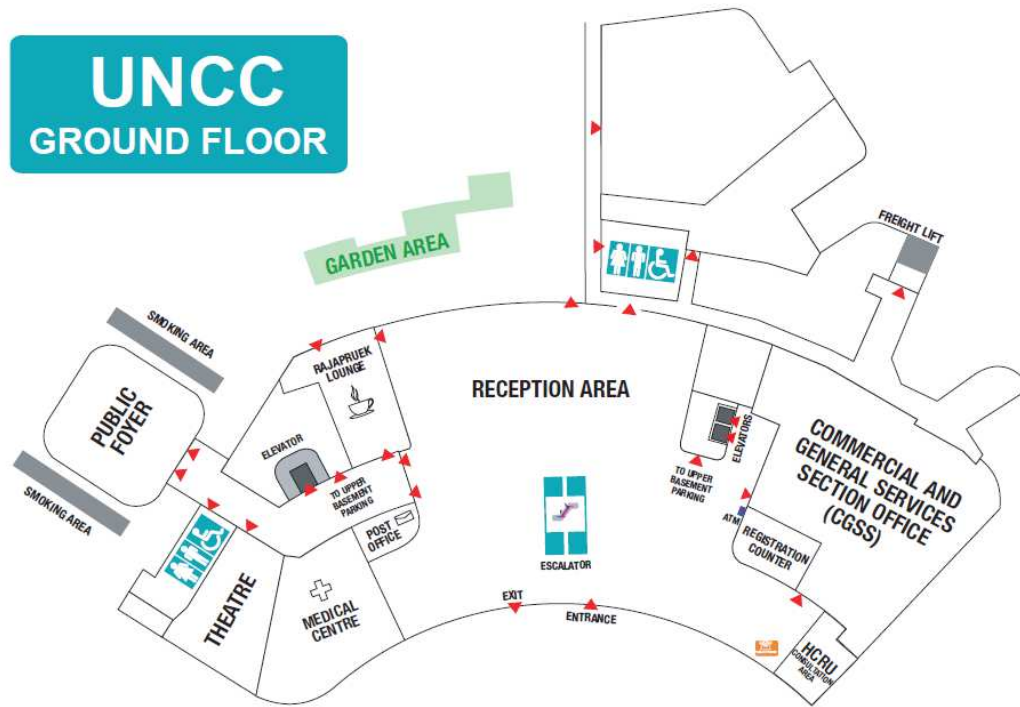 UNCC
GROUND FLOOR
GARDEN AREA
FREIGHT LIFT
SMOKING AREA
PUBLIC
FOYER
SMOKING AREA
RAJAPRUEK
LOUNGE
ELEVATOR
TO UPPER
BASEMENT
PARKING
POST
OFFICE
THEATRE
MEDICAL
CENTRE
RECEPTION AREA
ESCALATOR
EXIT
ENTRANCE
ELEVATORS
TO UPPER
BASEMENT
PARKING
ATM
REGISTRATION
COUNTER
COMMERCIAL AND
GENERAL SERVICES
SECTION OFFICE
(CGSS)
HCRU
CONSULTATION
AREA